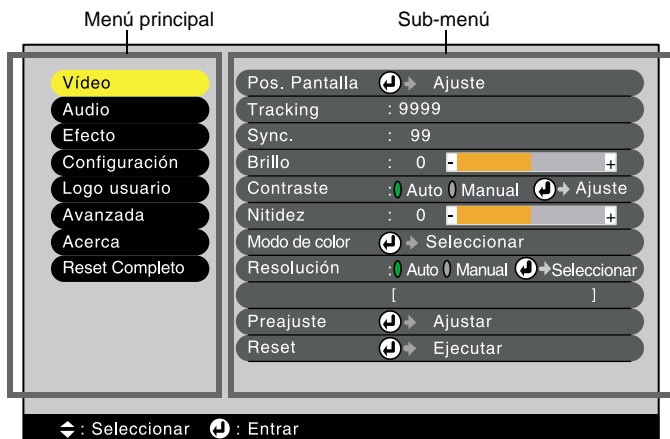 Menú principal
Sub-menú
Vídeo
Audio
Efecto
Configuración
Logo usuario
Avanzada
Acerca
Reset Completo
Pos. Pantalla Ajuste
Tracking : 9999
Sync. : 99
Brillo : 0 - +
Contraste : Auto Manual Ajuste
Nitidez : 0 - +
Modo de color Seleccionar
Resolución : Auto Manual Seleccionar
[ ]
Preajuste Ajustar
Reset Ejecutar
: Seleccionar : Entrar